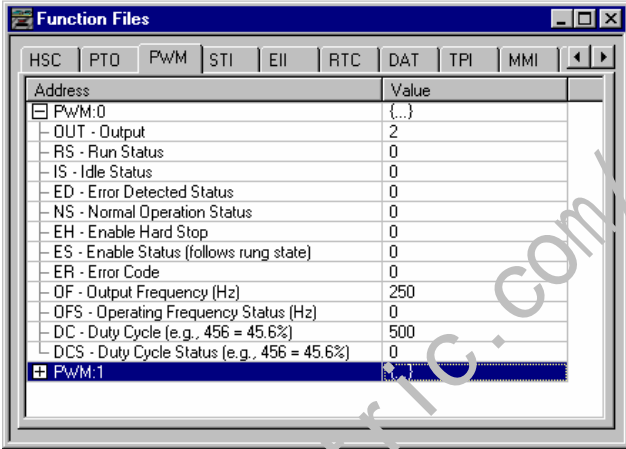 Function Files
HSC PTO PWM STI EII RTC DAT TPI MMI
Address Value
PWM:0 {...}
OUT - Output 2
RS - Run Status 0
IS - Idle Status 0
ED - Error Detected Status 0
NS - Normal Operation Status 0
EH - Enable Hard Stop 0
ES - Enable Status (follows rung state) 0
ER - Error Code 0
OF - Output Frequency (Hz) 250
OFS - Operating Frequency Status (Hz) 0
DC - Duty Cycle (e.g., 456 = 45.6%) 500
DCS - Duty Cycle Status (e.g., 456 = 45.6%) 0
PWM:1 {...}